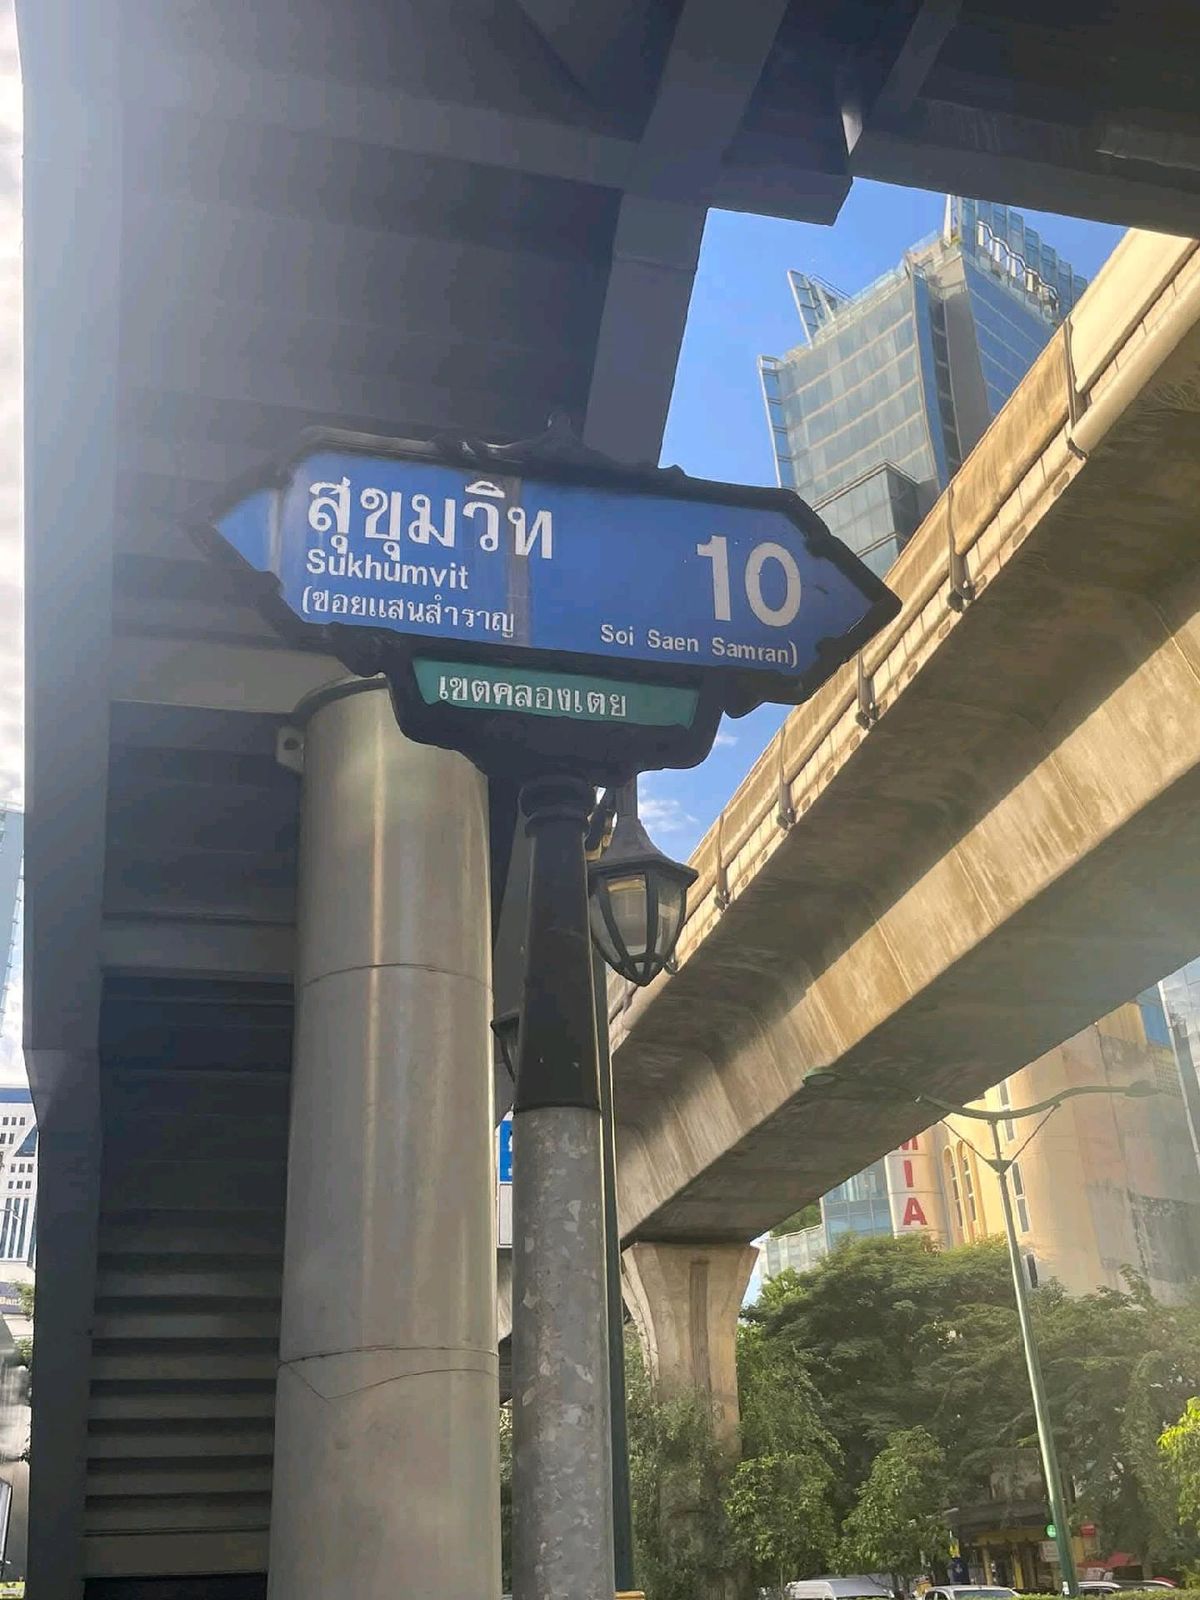 สุขุมวิท 10
Sukhumvit
(ซอยแสนสำราญ Soi Saen Samran)
เขตคลองเตย
MIA